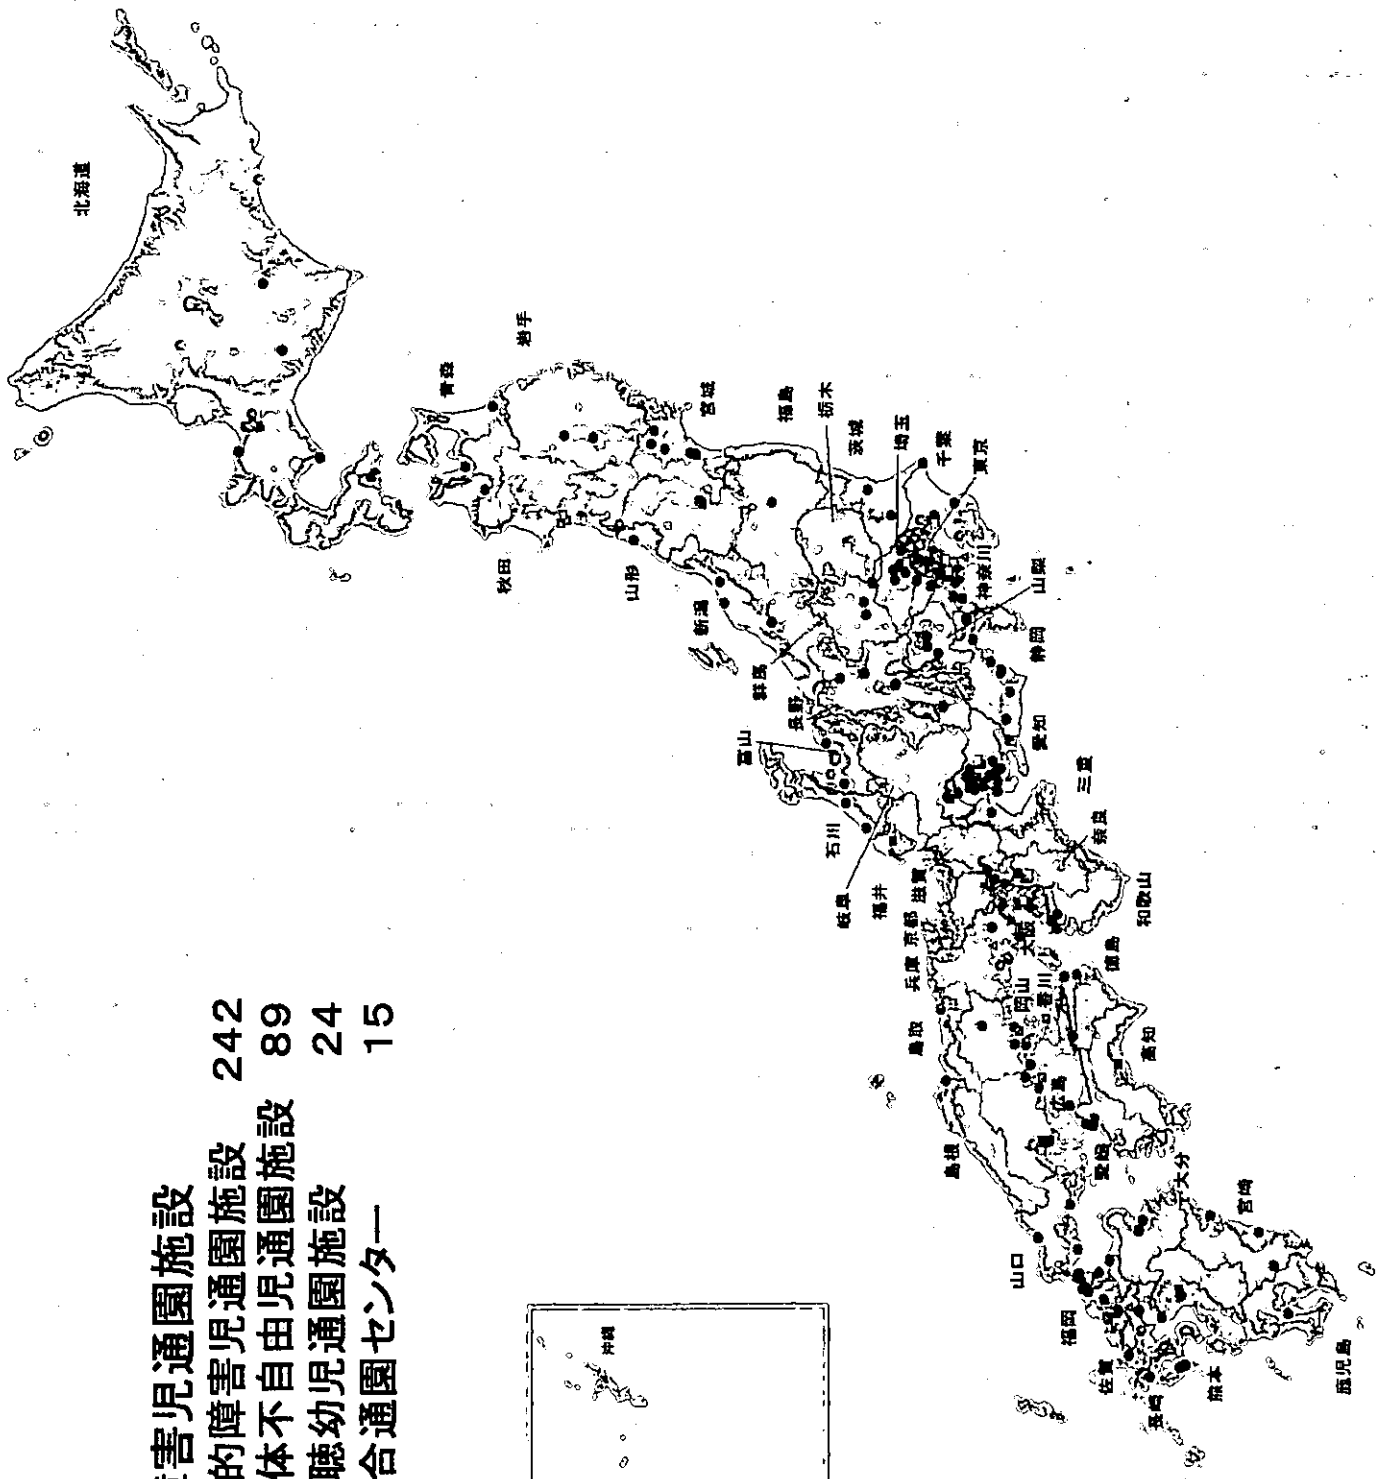 害児通園施設
的障害児通園施設 242
体不自由児通園施設 89
聴幼児通園施設 24
合通園センター 15
北海道
青森
岩手
秋田
宮城
山形
福島
新潟
栃木
茨城
群馬
埼玉
千葉
東京
神奈川
山梨
長野
静岡
富山
愛知
石川
岐阜
三重
福井
滋賀
奈良
京都
和歌山
兵庫
大阪
鳥取
岡山
香川
徳島
島根
広島
高知
愛媛
山口
福岡
大分
佐賀
宮崎
長崎
熊本
鹿児島
沖縄